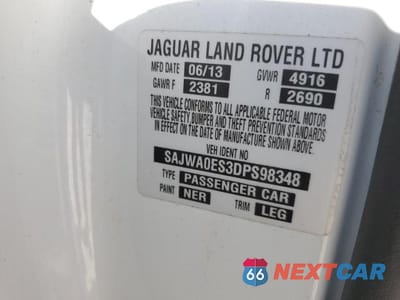 JAGUAR LAND ROVER LTD
MFD DATE 06/13 GVWR 4916
GAWR F 2381 R 2690
THIS VEHICLE CONFORMS TO ALL APPLICABLE FEDERAL MOTOR
VEHICLE SAFETY BUMPER AND THEFT PREVENTION STANDARDS
IN EFFECT ON THE DATE OF MANUFACTURE SHOWN ABOVE.
VEH IDENT NO
SAJWA0ES3DPS98348
TYPE PASSENGER CAR
PAINT NER TRIM LEG
66 NEXTCAR